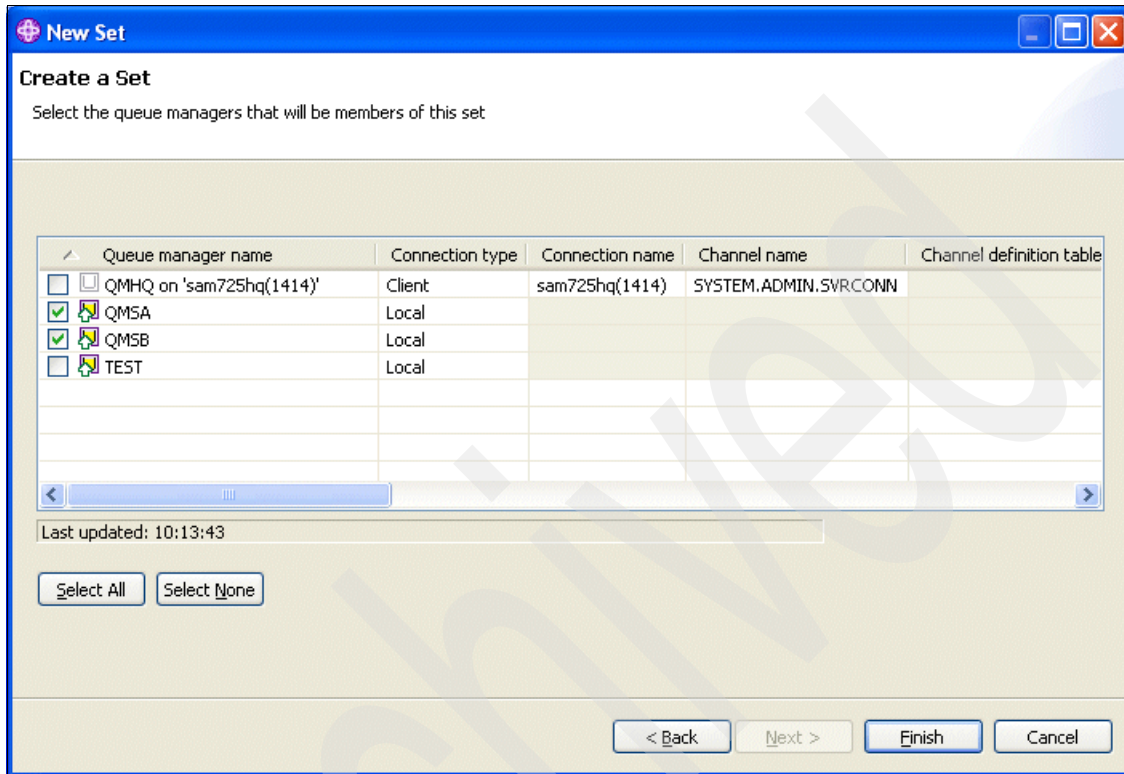 New Set
Create a Set
Select the queue managers that will be members of this set
Queue manager name Connection type Connection name Channel name Channel definition table
QMHQ on 'sam725hq(1414)' Client sam725hq(1414) SYSTEM.ADMIN.SVRCONN
QMSA Local
QMSB Local
TEST Local
Last updated: 10:13:43
Select All Select None
< Back Next > Finish Cancel